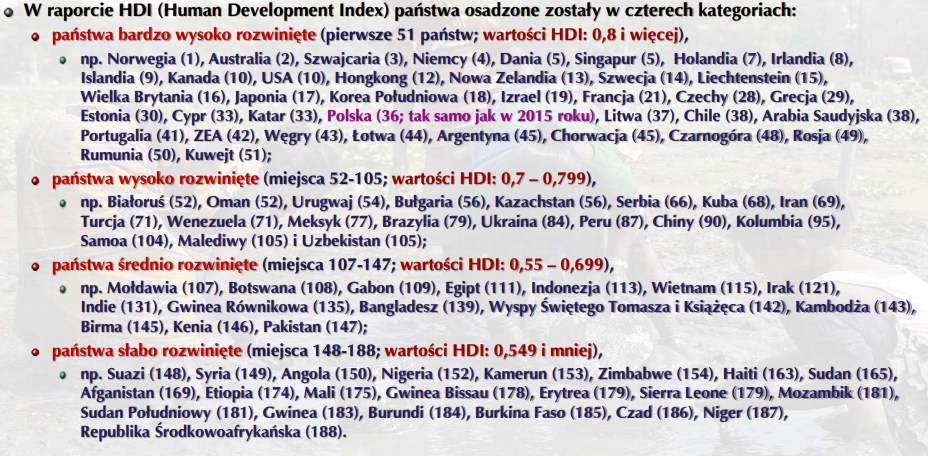 W raporcie HDI (Human Development Index) państwa osadzone zostały w czterech kategoriach:
państwa bardzo wysoko rozwinięte (pierwsze 51 państw; wartości HDI: 0,8 i więcej),
np. Norwegia (1), Australia (2), Szwajcaria (3), Niemcy (4), Dania (5), Singapur (5), Holandia (7), Irlandia (8),
Islandia (9), Kanada (10), USA (10), Hongkong (12), Nowa Zelandia (13), Szwecja (14), Liechtenstein (15),
Wielka Brytania (16), Japonia (17), Korea Południowa (18), Izrael (19), Francja (21), Czechy (28), Grecja (29),
Estonia (30), Cypr (33), Katar (33), Polska (36; tak samo jak w 2015 roku), Litwa (37), Chile (38), Arabia Saudyjska (38),
Portugalia (41), ZEA (42), Węgry (43), Łotwa (44), Argentyna (45), Chorwacja (45), Czarnogóra (48), Rosja (49),
Rumunia (50), Kuwejt (51);
państwa wysoko rozwinięte (miejsca 52-105; wartości HDI: 0,7 – 0,799),
np. Białoruś (52), Oman (52), Urugwaj (54), Bułgaria (56), Kazachstan (56), Serbia (66), Kuba (68), Iran (69),
Turcja (71), Wenezuela (71), Meksyk (77), Brazylia (79), Ukraina (84), Peru (87), Chiny (90), Kolumbia (95),
Samoa (104), Malediwy (105) i Uzbekistan (105);
państwa średnio rozwinięte (miejsca 107-147; wartości HDI: 0,55 – 0,699),
np. Mołdawia (107), Botswana (108), Gabon (109), Egipt (111), Indonezja (113), Wietnam (115), Irak (121),
Indie (131), Gwinea Równikowa (135), Bangladesz (139), Wyspy Świętego Tomasza i Książęca (142), Kambodża (143),
Birma (145), Kenia (146), Pakistan (147);
państwa słabo rozwinięte (miejsca 148-188; wartości HDI: 0,549 i mniej),
np. Suazi (148), Syria (149), Angola (150), Nigeria (152), Kamerun (153), Zimbabwe (154), Haiti (163), Sudan (165),
Afganistan (169), Etiopia (174), Mali (175), Gwinea Bissau (178), Erytrea (179), Sierra Leone (179), Mozambik (181),
Sudan Południowy (181), Gwinea (183), Burundi (184), Burkina Faso (185), Czad (186), Niger (187),
Republika Środkowoafrykańska (188).